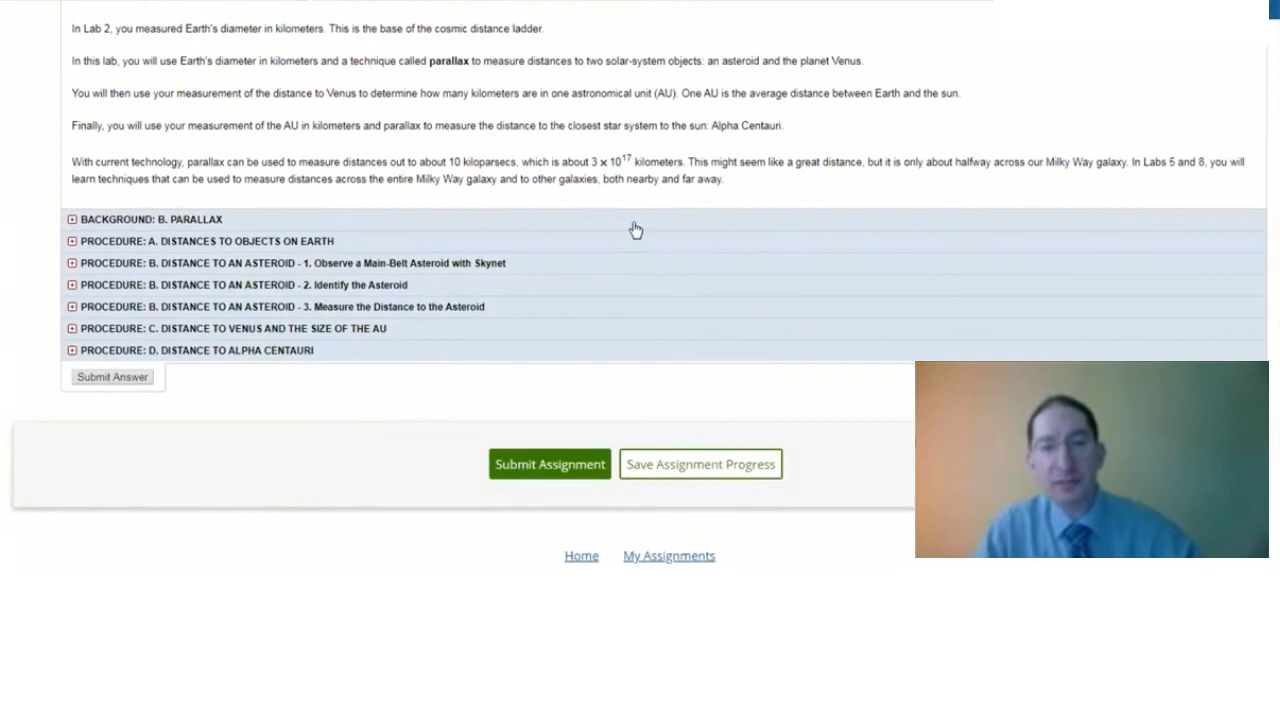 In Lab 2, you measured Earth's diameter in kilometers. This is the base of the cosmic distance ladder.
In this lab, you will use Earth's diameter in kilometers and a technique called parallax to measure distances to two solar-system objects: an asteroid and the planet Venus.
You will then use your measurement of the distance to Venus to determine how many kilometers are in one astronomical unit (AU). One AU is the average distance between Earth and the sun.
Finally, you will use your measurement of the AU in kilometers and parallax to measure the distance to the closest star system to the sun: Alpha Centauri.
With current technology, parallax can be used to measure distances out to about 10 kiloparsecs, which is about 3 x 10^17 kilometers. This might seem like a great distance, but it is only about halfway across our Milky Way galaxy. In Labs 5 and 8, you will
learn techniques that can be used to measure distances across the entire Milky Way galaxy and to other galaxies, both nearby and far away.
BACKGROUND: B. PARALLAX
PROCEDURE: A. DISTANCES TO OBJECTS ON EARTH
PROCEDURE: B. DISTANCE TO AN ASTEROID - 1. Observe a Main-Belt Asteroid with Skynet
PROCEDURE: B. DISTANCE TO AN ASTEROID - 2. Identify the Asteroid
PROCEDURE: B. DISTANCE TO AN ASTEROID - 3. Measure the Distance to the Asteroid
PROCEDURE: C. DISTANCE TO VENUS AND THE SIZE OF THE AU
PROCEDURE: D. DISTANCE TO ALPHA CENTAURI
Submit Answer
Submit Assignment Save Assignment Progress
Home My Assignments